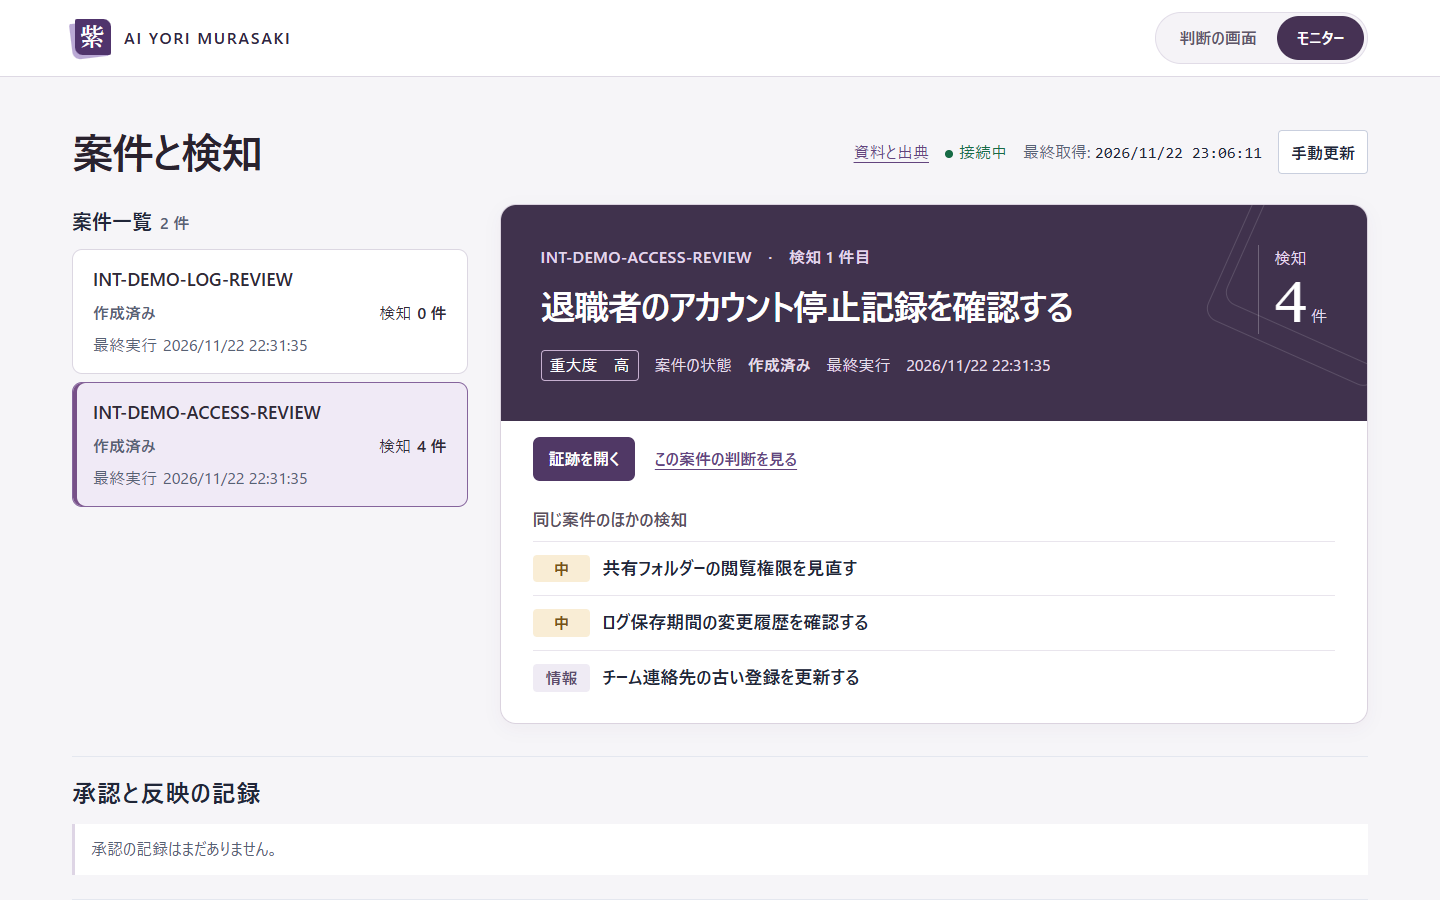 紫 AI YORI MURASAKI
判断の画面 モニター
案件と検知
資料と出典 接続中 最終取得: 2026/11/22 23:06:11 手動更新
案件一覧 2 件
INT-DEMO-LOG-REVIEW
作成済み 検知 0 件
最終実行 2026/11/22 22:31:35
INT-DEMO-ACCESS-REVIEW
作成済み 検知 4 件
最終実行 2026/11/22 22:31:35
INT-DEMO-ACCESS-REVIEW ・ 検知 1 件目
退職者のアカウント停止記録を確認する
重大度 高 案件の状態 作成済み 最終実行 2026/11/22 22:31:35
検知
4 件
証跡を開く この案件の判断を見る
同じ案件のほかの検知
中 共有フォルダーの閲覧権限を見直す
中 ログ保存期間の変更履歴を確認する
情報 チーム連絡先の古い登録を更新する
承認と反映の記録
承認の記録はまだありません。